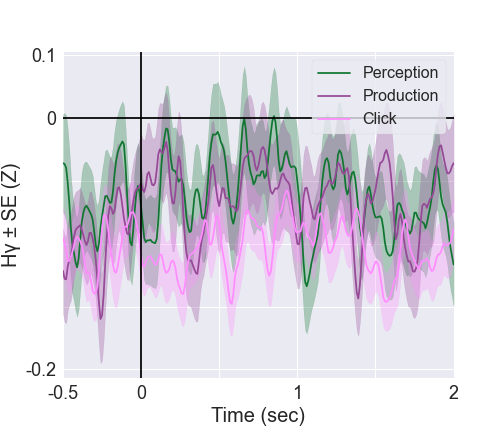 0.1
0
-0.2
Hγ ± SE (Z)
Perception
Production
Click
-0.5
0
1
2
Time (sec)